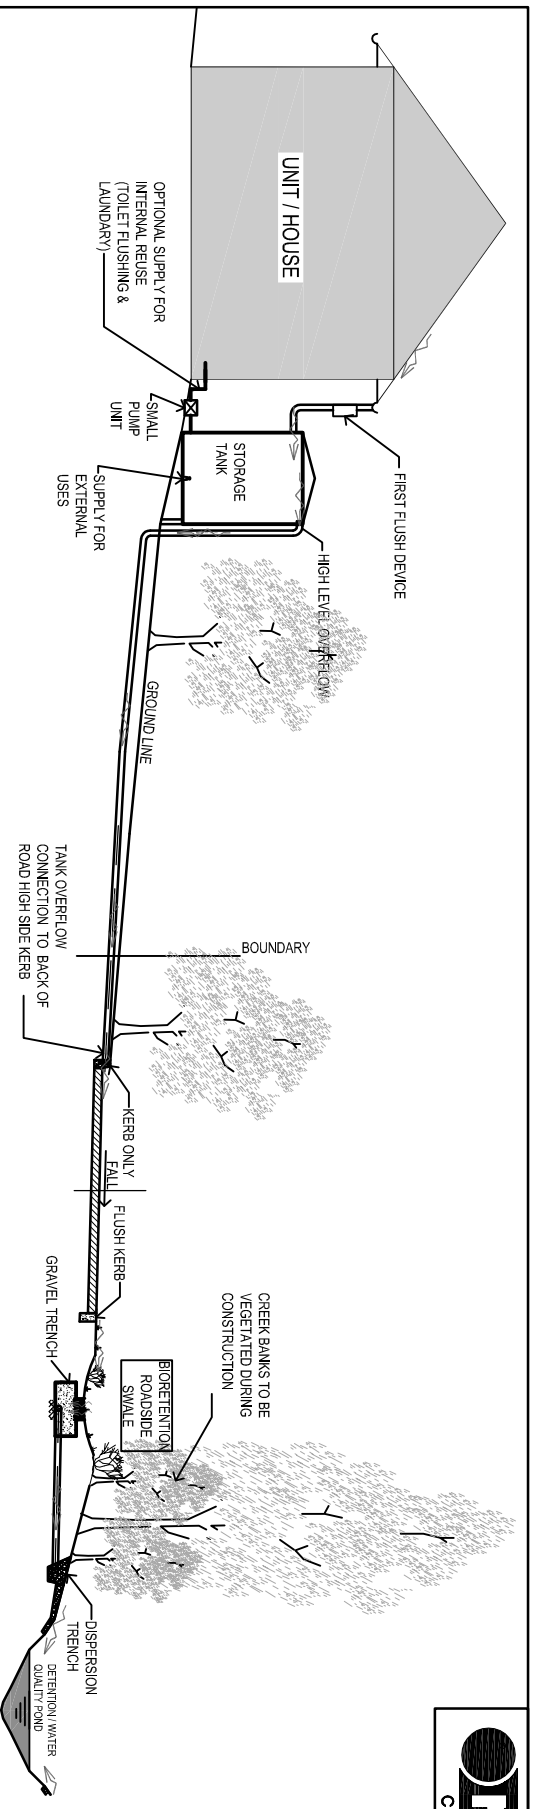 UNIT / HOUSE
OPTIONAL SUPPLY FOR
INTERNAL REUSE
(TOILET FLUSHING &
LAUNDARY)
FIRST FLUSH DEVICE
STORAGE
TANK
SMALL
PUMP
UNIT
SUPPLY FOR
EXTERNAL
USES
HIGH LEVEL OVERFLOW
GROUND LINE
BOUNDARY
TANK OVERFLOW
CONNECTION TO BACK OF
ROAD HIGH SIDE KERB
KERB ONLY
FALL
FLUSH KERB
GRAVEL TRENCH
CREEK BANKS TO BE
VEGETATED DURING
CONSTRUCTION
BIORETENTION
ROADSIDE
SWALE
DISPERSION
TRENCH
DETENTION / WATER
QUALITY POND